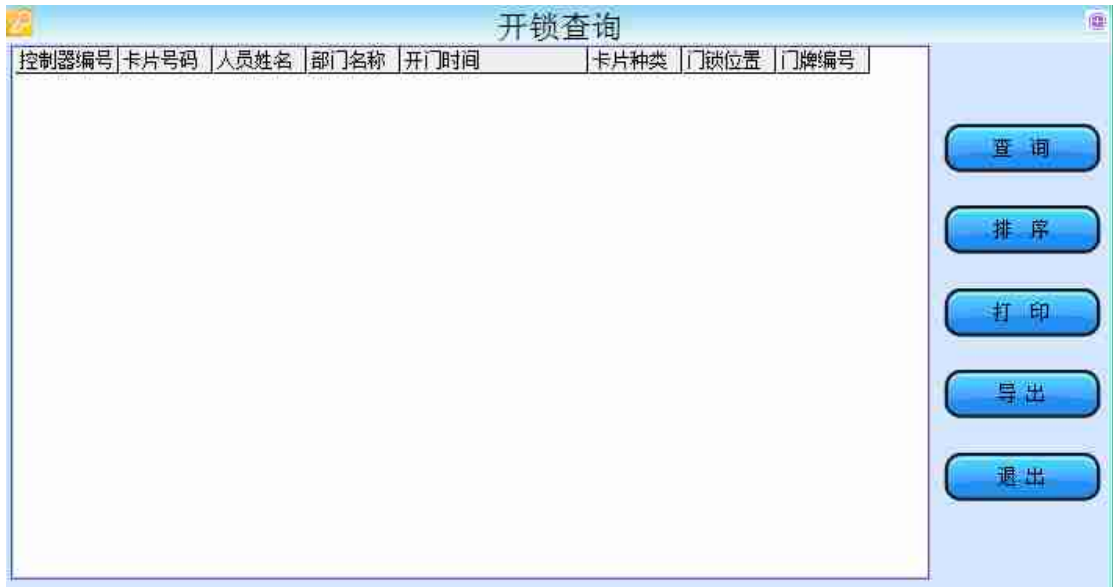 开锁查询
控制器编号 卡片号码 人员姓名 部门名称 开门时间 卡片种类 门锁位置 门牌编号
查 询
排 序
打 印
导 出
退 出